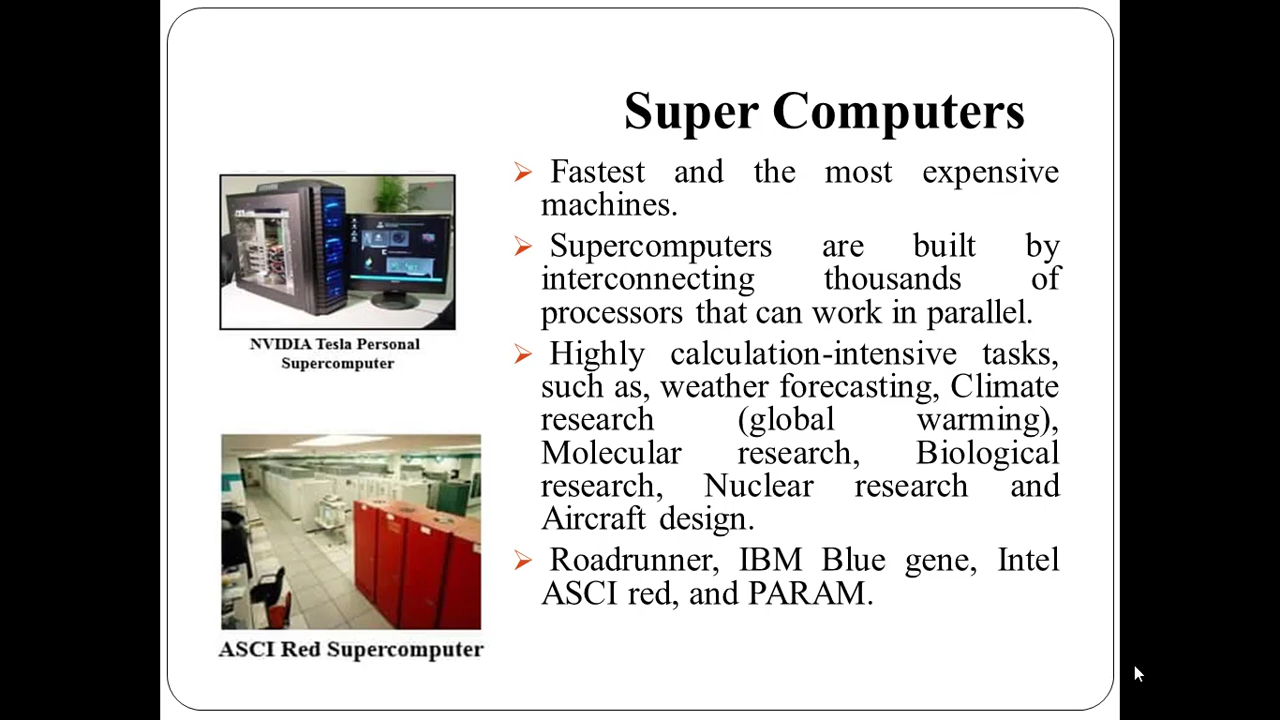 Super Computers
Fastest and the most expensive
machines.
Supercomputers are built by
interconnecting thousands of
processors that can work in parallel.
Highly calculation-intensive tasks,
such as, weather forecasting, Climate
research (global warming),
Molecular research, Biological
research, Nuclear research and
Aircraft design.
Roadrunner, IBM Blue gene, Intel
ASCI red, and PARAM.
NVIDIA Tesla Personal
Supercomputer
ASCI Red Supercomputer